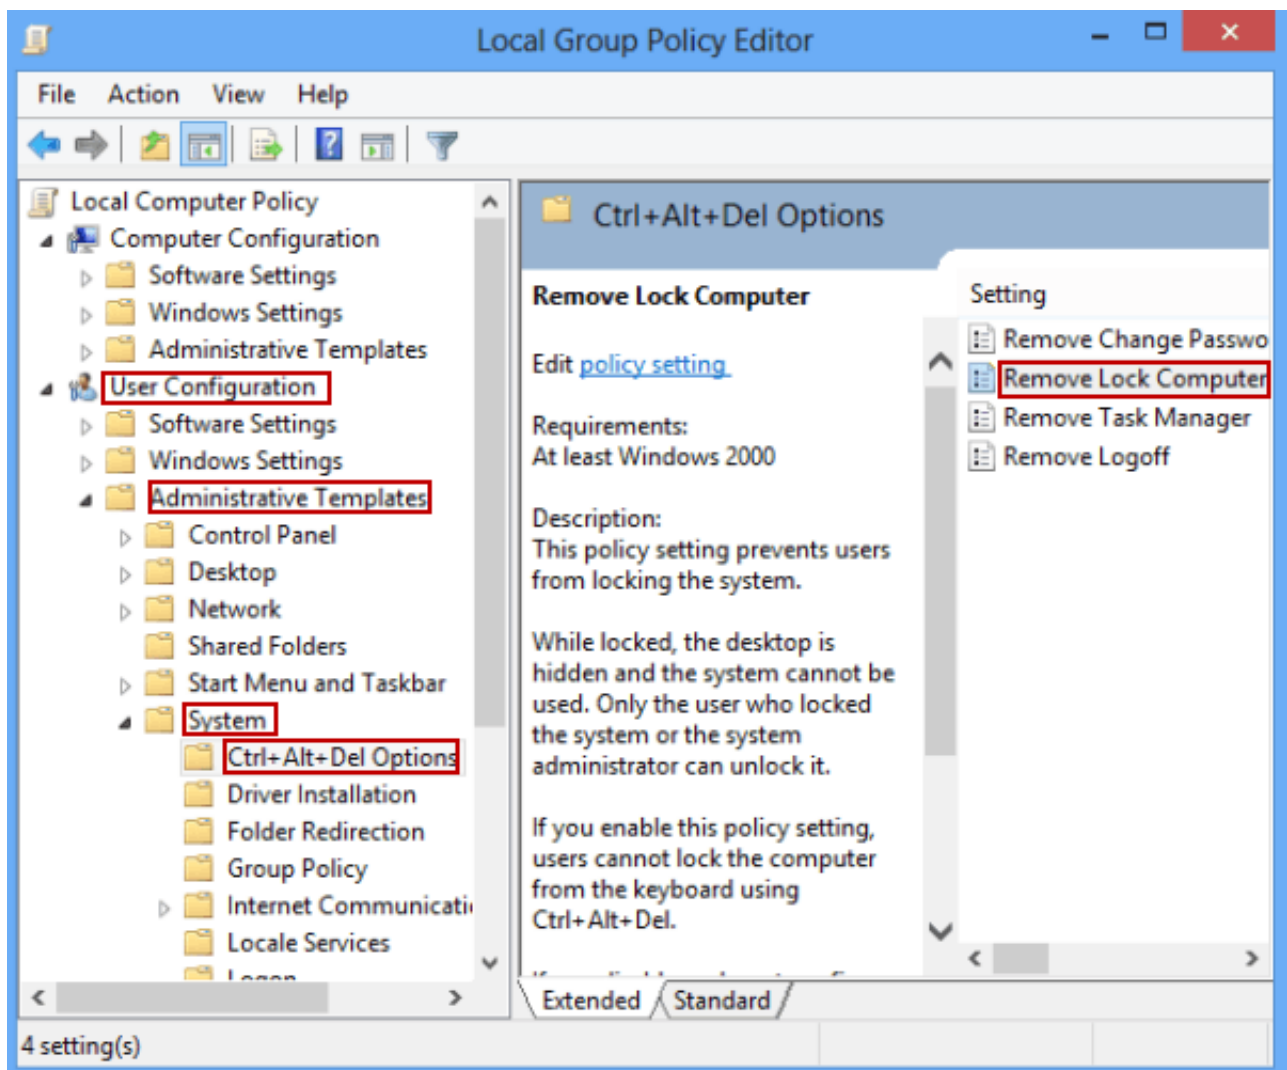 Local Group Policy Editor
File Action View Help
Local Computer Policy
Computer Configuration
Software Settings
Windows Settings
Administrative Templates
User Configuration
Software Settings
Windows Settings
Administrative Templates
Control Panel
Desktop
Network
Shared Folders
Start Menu and Taskbar
System
Ctrl+Alt+Del Options
Driver Installation
Folder Redirection
Group Policy
Internet Communicati
Locale Services
Logon
Ctrl+Alt+Del Options
Remove Lock Computer
Edit policy setting
Requirements:
At least Windows 2000
Description:
This policy setting prevents users
from locking the system.
While locked, the desktop is
hidden and the system cannot be
used. Only the user who locked
the system or the system
administrator can unlock it.
If you enable this policy setting,
users cannot lock the computer
from the keyboard using
Ctrl+Alt+Del.
Setting
Remove Change Passwo
Remove Lock Computer
Remove Task Manager
Remove Logoff
Extended Standard
4 setting(s)